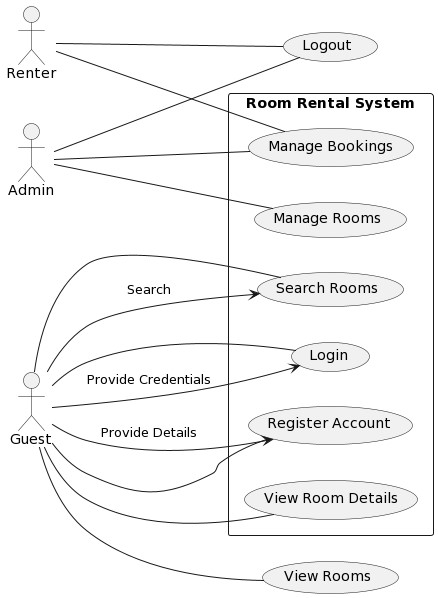 Renter
Logout
Room Rental System
Manage Bookings
Admin
Manage Rooms
Search
Search Rooms
Login
Provide Credentials
Provide Details
Register Account
Guest
View Room Details
View Rooms